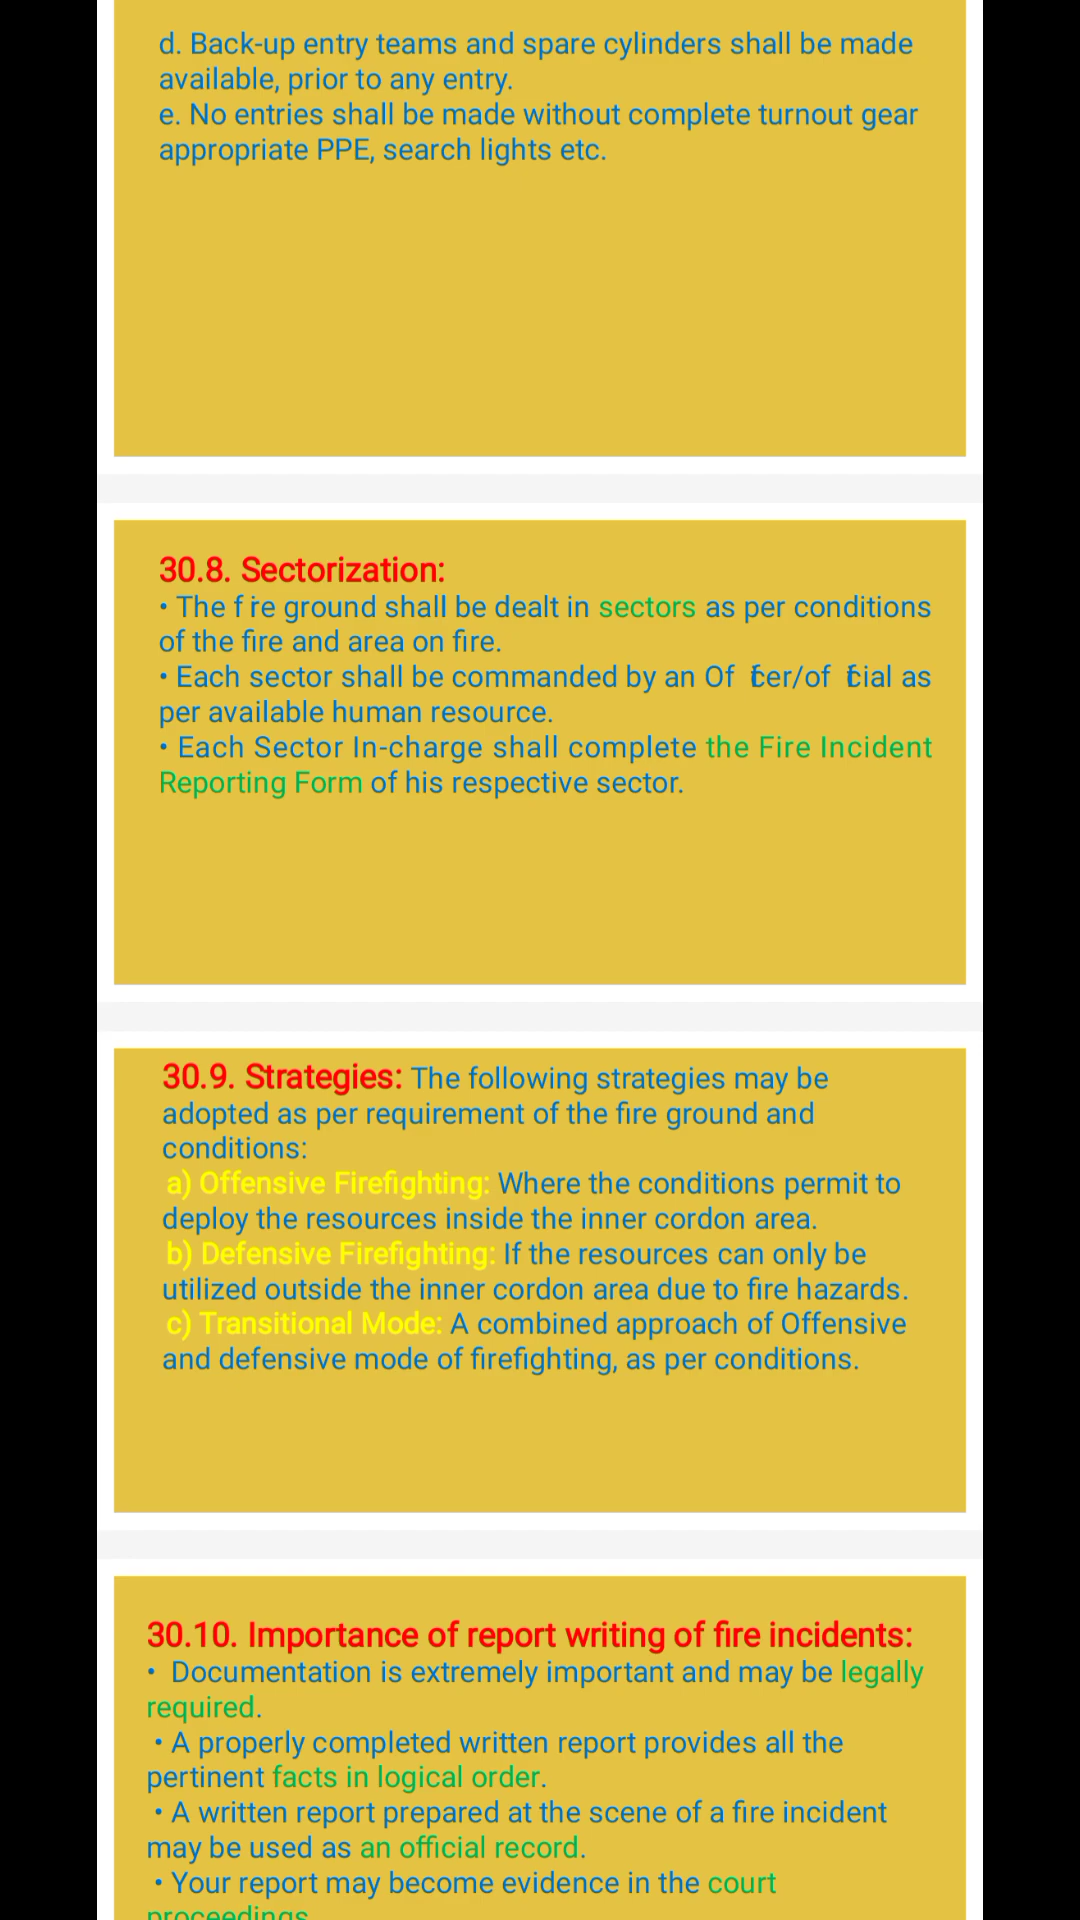 d. Back-up entry teams and spare cylinders shall be made
available, prior to any entry.
e. No entries shall be made without complete turnout gear
appropriate PPE, search lights etc.
30.8. Sectorization:
• The fire ground shall be dealt in sectors as per conditions
of the fire and area on fire.
• Each sector shall be commanded by an Officer/official as
per available human resource.
• Each Sector In-charge shall complete the Fire Incident
Reporting Form of his respective sector.
30.9. Strategies: The following strategies may be
adopted as per requirement of the fire ground and
conditions:
a) Offensive Firefighting: Where the conditions permit to
deploy the resources inside the inner cordon area.
b) Defensive Firefighting: If the resources can only be
utilized outside the inner cordon area due to fire hazards.
c) Transitional Mode: A combined approach of Offensive
and defensive mode of firefighting, as per conditions.
30.10. Importance of report writing of fire incidents:
• Documentation is extremely important and may be legally
required.
• A properly completed written report provides all the
pertinent facts in logical order.
• A written report prepared at the scene of a fire incident
may be used as an official record.
• Your report may become evidence in the court
proceedings.